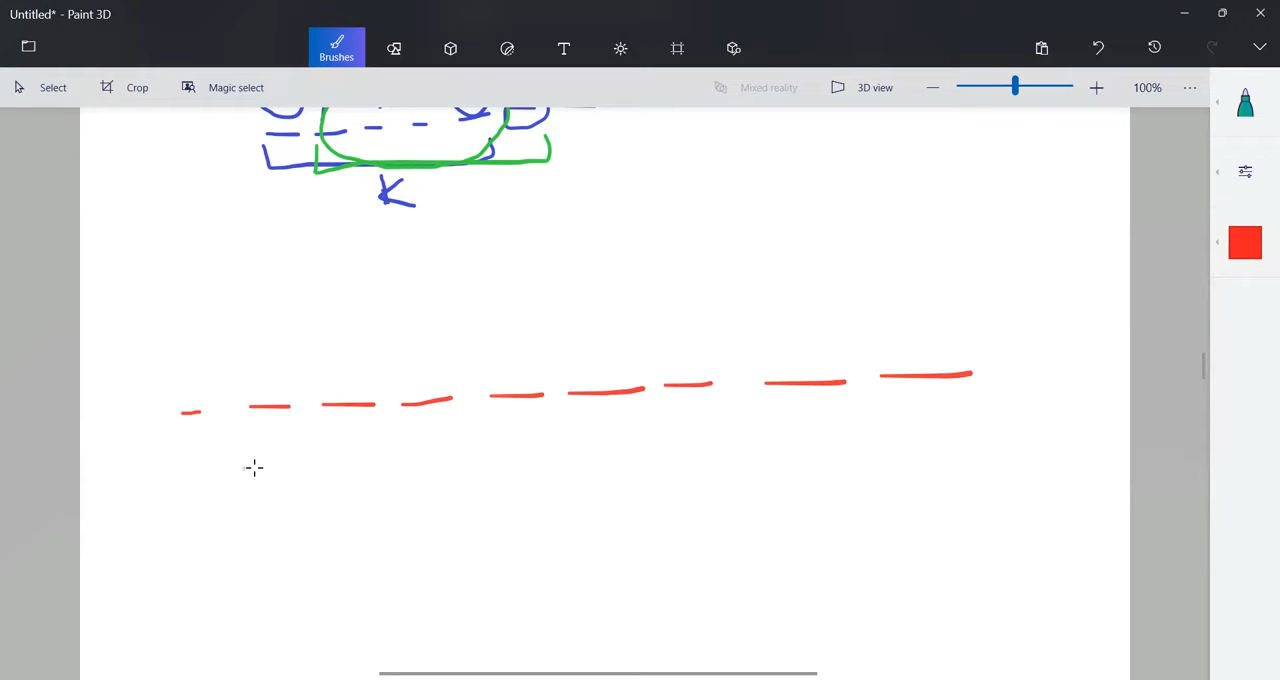 Untitled* - Paint 3D
Brushes
Select Crop Magic select Mixed reality 3D view 100%
K